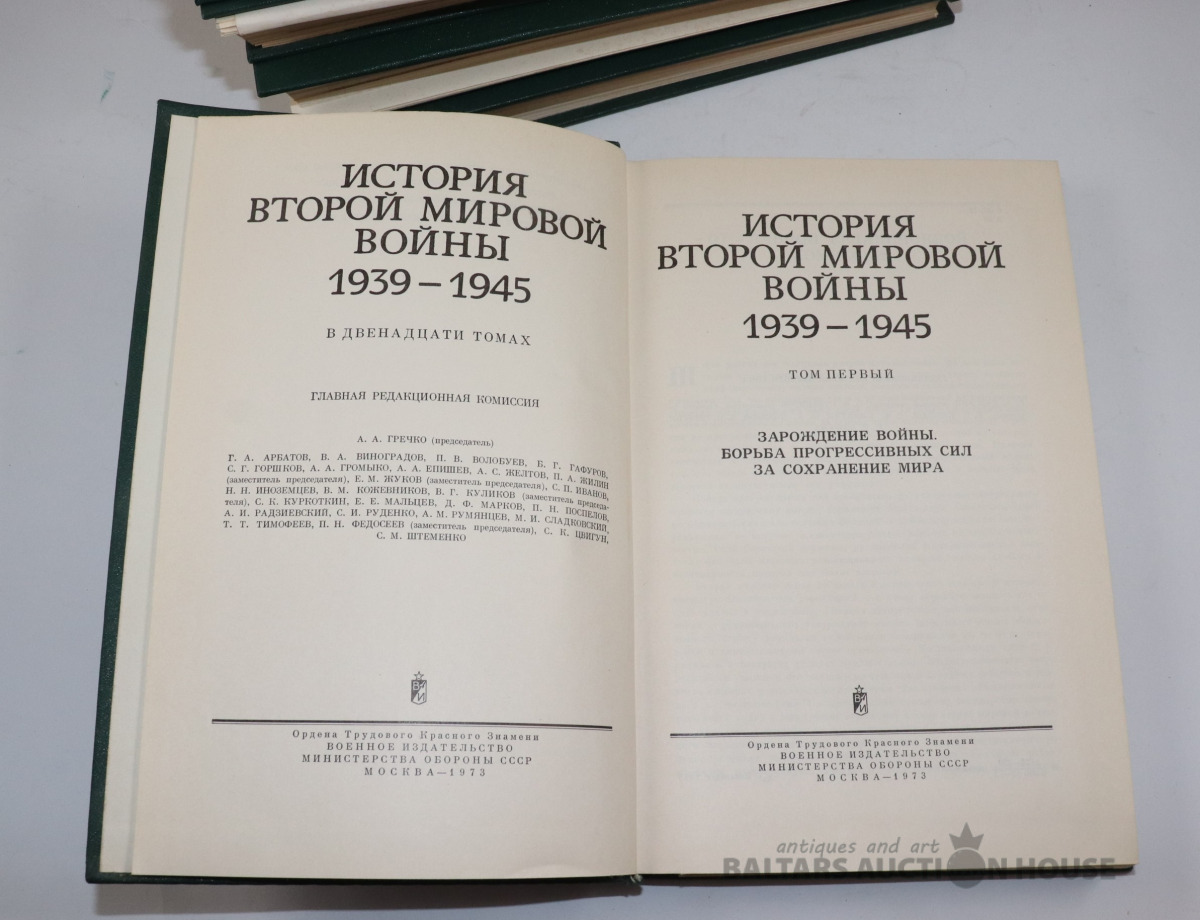 ИСТОРИЯ
ВТОРОЙ МИРОВОЙ
ВОЙНЫ
1939 – 1945
В ДВЕНАДЦАТИ ТОМАХ
ГЛАВНАЯ РЕДАКЦИОННАЯ КОМИССИЯ
А. А. ГРЕЧКО (председатель)
Г. А. АРБАТОВ, В. А. ВИНОГРАДОВ, П. В. ВОЛОБУЕВ, Б. Г. ГАФУРОВ,
С. Г. ГОРШКОВ, А. А. ГРОМЫКО, А. А. ЕПИШЕВ, А. С. ЖЕЛТОВ, П. А. ЖИЛИН
(заместитель председателя), Е. М. ЖУКОВ (заместитель председателя), С. П. ИВАНОВ,
Н. Н. ИНОЗЕМЦЕВ, В. М. КОЖЕВНИКОВ, В. Г. КУЛИКОВ (заместитель председа-
теля), С. К. КУРКОТКИН, Е. Е. МАЛЬЦЕВ, Д. Ф. МАРКОВ, П. Н. ПОСПЕЛОВ,
А. И. РАДЗИЕВСКИЙ, С. И. РУДЕНКО, А. М. РУМЯНЦЕВ, М. И. СЛАДКОВСКИЙ,
Т. Т. ТИМОФЕЕВ, П. Н. ФЕДОСЕЕВ (заместитель председателя), С. К. ЦВИГУН,
С. М. ШТЕМЕНКО
ВИ
Ордена Трудового Красного Знамени
ВОЕННОЕ ИЗДАТЕЛЬСТВО
МИНИСТЕРСТВА ОБОРОНЫ СССР
МОСКВА—1973
ИСТОРИЯ
ВТОРОЙ МИРОВОЙ
ВОЙНЫ
1939 – 1945
ТОМ ПЕРВЫЙ
ЗАРОЖДЕНИЕ ВОЙНЫ.
БОРЬБА ПРОГРЕССИВНЫХ СИЛ
ЗА СОХРАНЕНИЕ МИРА
ВИ
Ордена Трудового Красного Знамени
ВОЕННОЕ ИЗДАТЕЛЬСТВО
МИНИСТЕРСТВА ОБОРОНЫ СССР
МОСКВА—1973
antiques and art
BALTARS AUCTION HOUSE